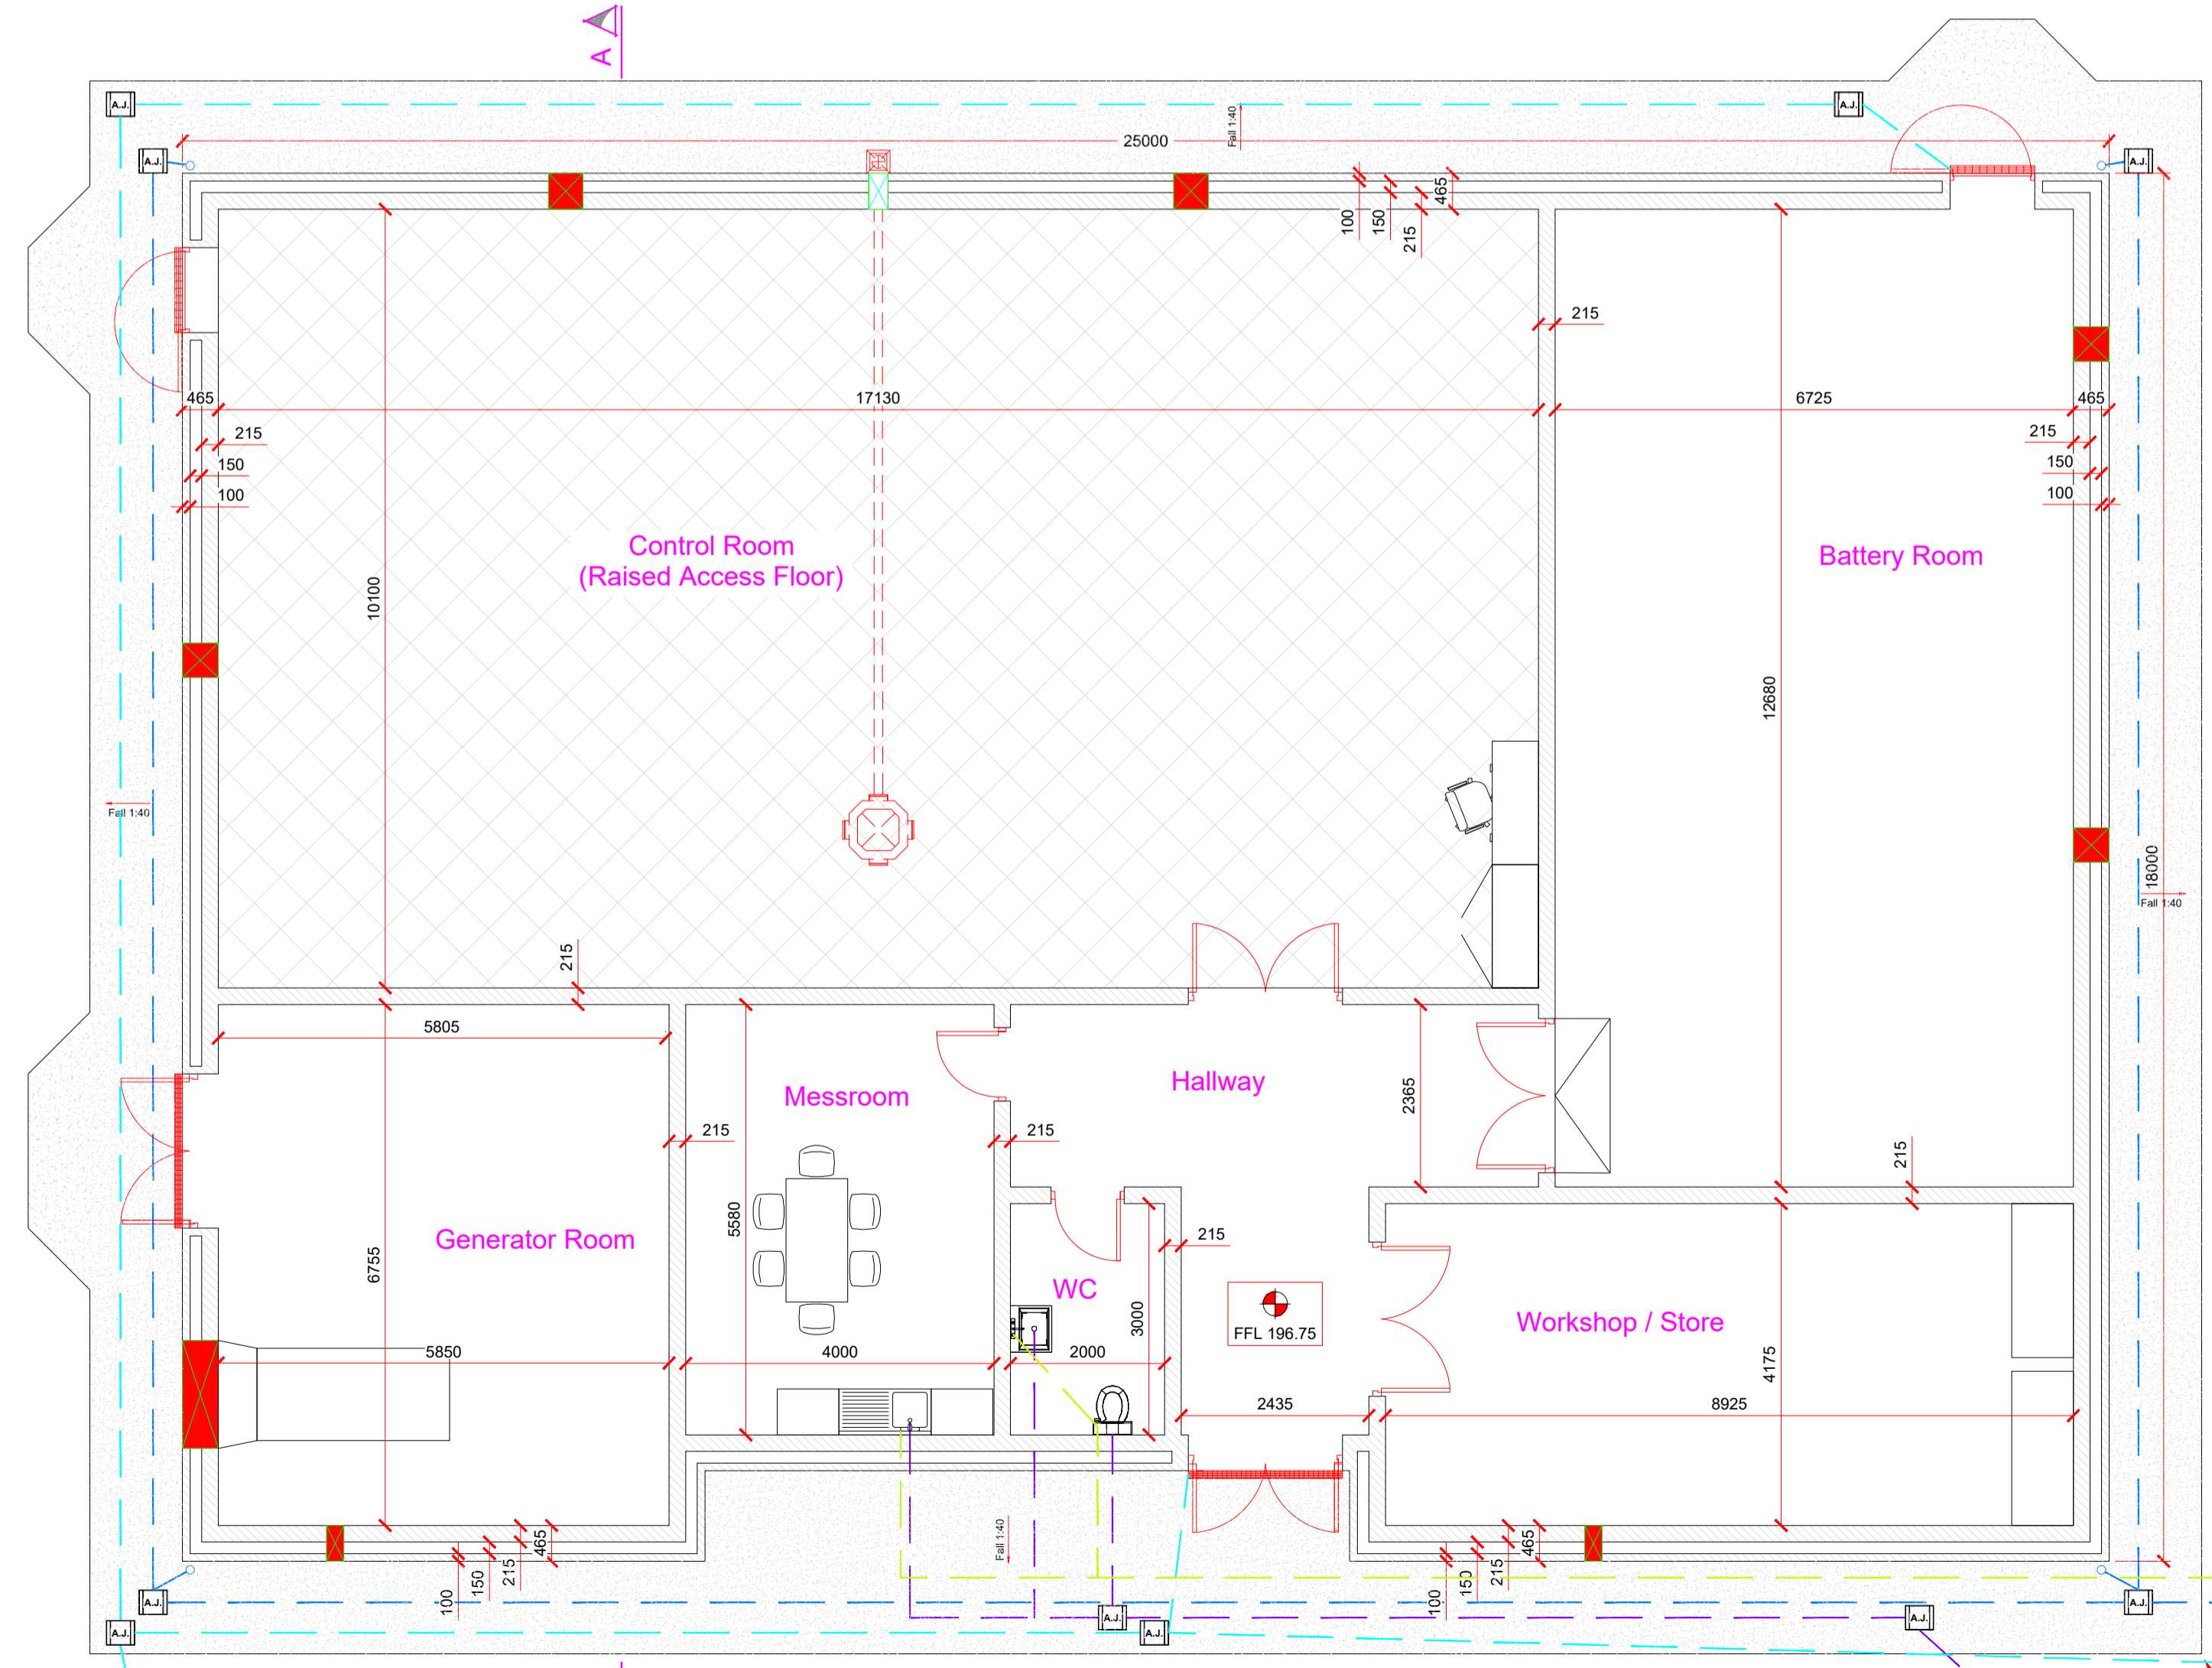 A
A.J.
A.J.
Fall 1:40
25000
A.J.
A.J.
465
100
150
215
215
465
17130
6725
465
215
150
100
215
150
100
Control Room
(Raised Access Floor)
Battery Room
10100
12680
Fall 1:40
18000
Fall 1:40
215
5805
Messroom
Hallway
2365
215
215
215
Generator Room
6755
5580
WC
215
3000
FFL 196.75
Workshop / Store
4175
5850
4000
2000
2435
8925
465
215
150
100
Fall 1:40
465
215
150
100
A.J.
A.J.
A.J.
A.J.
A.J.
A.J.